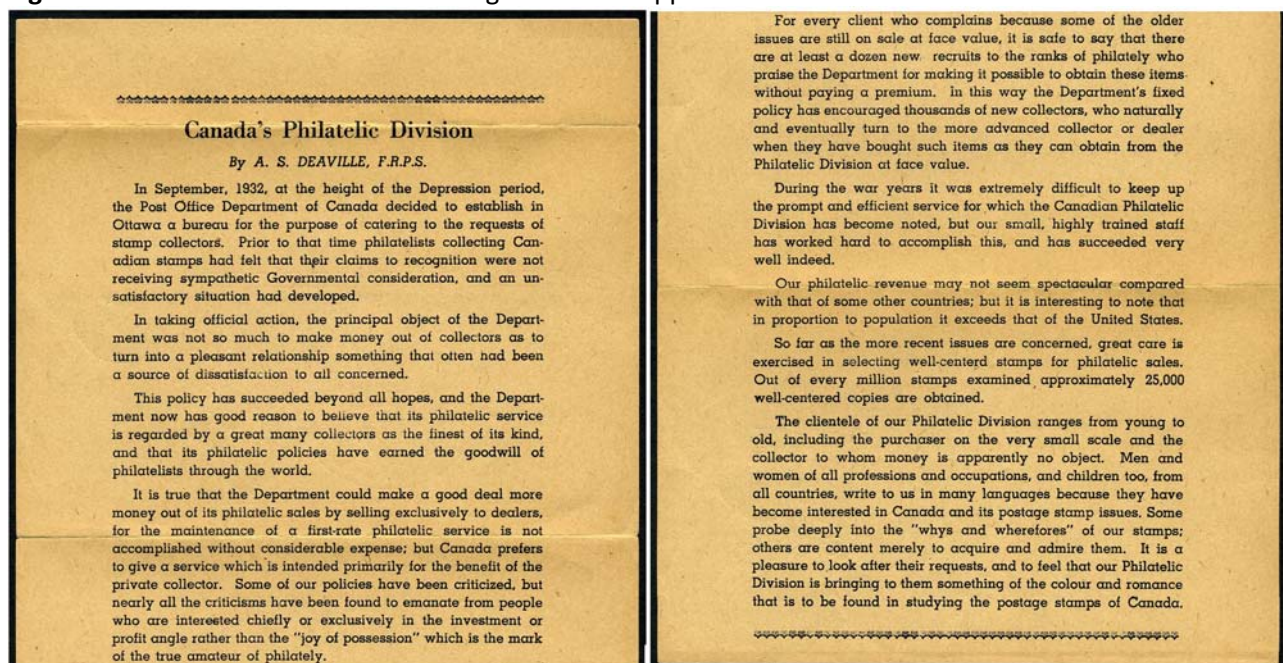 Canada's Philatelic Division
By A. S. DEAVILLE, F.R.P.S.
In September, 1932, at the height of the Depression period,
the Post Office Department of Canada decided to establish in
Ottawa a bureau for the purpose of catering to the requests of
stamp collectors. Prior to that time philatelists collecting Can-
adian stamps had felt that their claims to recognition were not
receiving sympathetic Governmental consideration, and an un-
satisfactory situation had developed.
In taking official action, the principal object of the Depart-
ment was not so much to make money out of collectors as to
turn into a pleasant relationship something that often had been
a source of dissatisfaction to all concerned.
This policy has succeeded beyond all hopes, and the Depart-
ment now has good reason to believe that its philatelic service
is regarded by a great many collectors as the finest of its kind,
and that its philatelic policies have earned the goodwill of
philatelists through the world.
It is true that the Department could make a good deal more
money out of its philatelic sales by selling exclusively to dealers,
for the maintenance of a first-rate philatelic service is not
accomplished without considerable expense; but Canada prefers
to give a service which is intended primarily for the benefit of the
private collector. Some of our policies have been criticized, but
nearly all the criticisms have been found to emanate from people
who are interested chiefly or exclusively in the investment or
profit angle rather than the "joy of possession" which is the mark
of the true amateur of philately.
For every client who complains because some of the older
issues are still on sale at face value, it is safe to say that there
are at least a dozen new recruits to the ranks of philately who
praise the Department for making it possible to obtain these items
without paying a premium. In this way the Department's fixed
policy has encouraged thousands of new collectors, who naturally
and eventually turn to the more advanced collector or dealer
when they have bought such items as they can obtain from the
Philatelic Division at face value.
During the war years it was extremely difficult to keep up
the prompt and efficient service for which the Canadian Philatelic
Division has become noted, but our small, highly trained staff
has worked hard to accomplish this, and has succeeded very
well indeed.
Our philatelic revenue may not seem spectacular compared
with that of some other countries; but it is interesting to note that
in proportion to population it exceeds that of the United States.
So far as the more recent issues are concerned, great care is
exercised in selecting well-centerd stamps for philatelic sales.
Out of every million stamps examined approximately 25,000
well-centered copies are obtained.
The clientele of our Philatelic Division ranges from young to
old, including the purchaser on the very small scale and the
collector to whom money is apparently no object. Men and
women of all professions and occupations, and children too, from
all countries, write to us in many languages because they have
become interested in Canada and its postage stamp issues. Some
probe deeply into the "whys and wherefores" of our stamps;
others are content merely to acquire and admire them. It is a
pleasure to look after their requests, and to feel that our Philatelic
Division is bringing to them something of the colour and romance
that is to be found in studying the postage stamps of Canada.